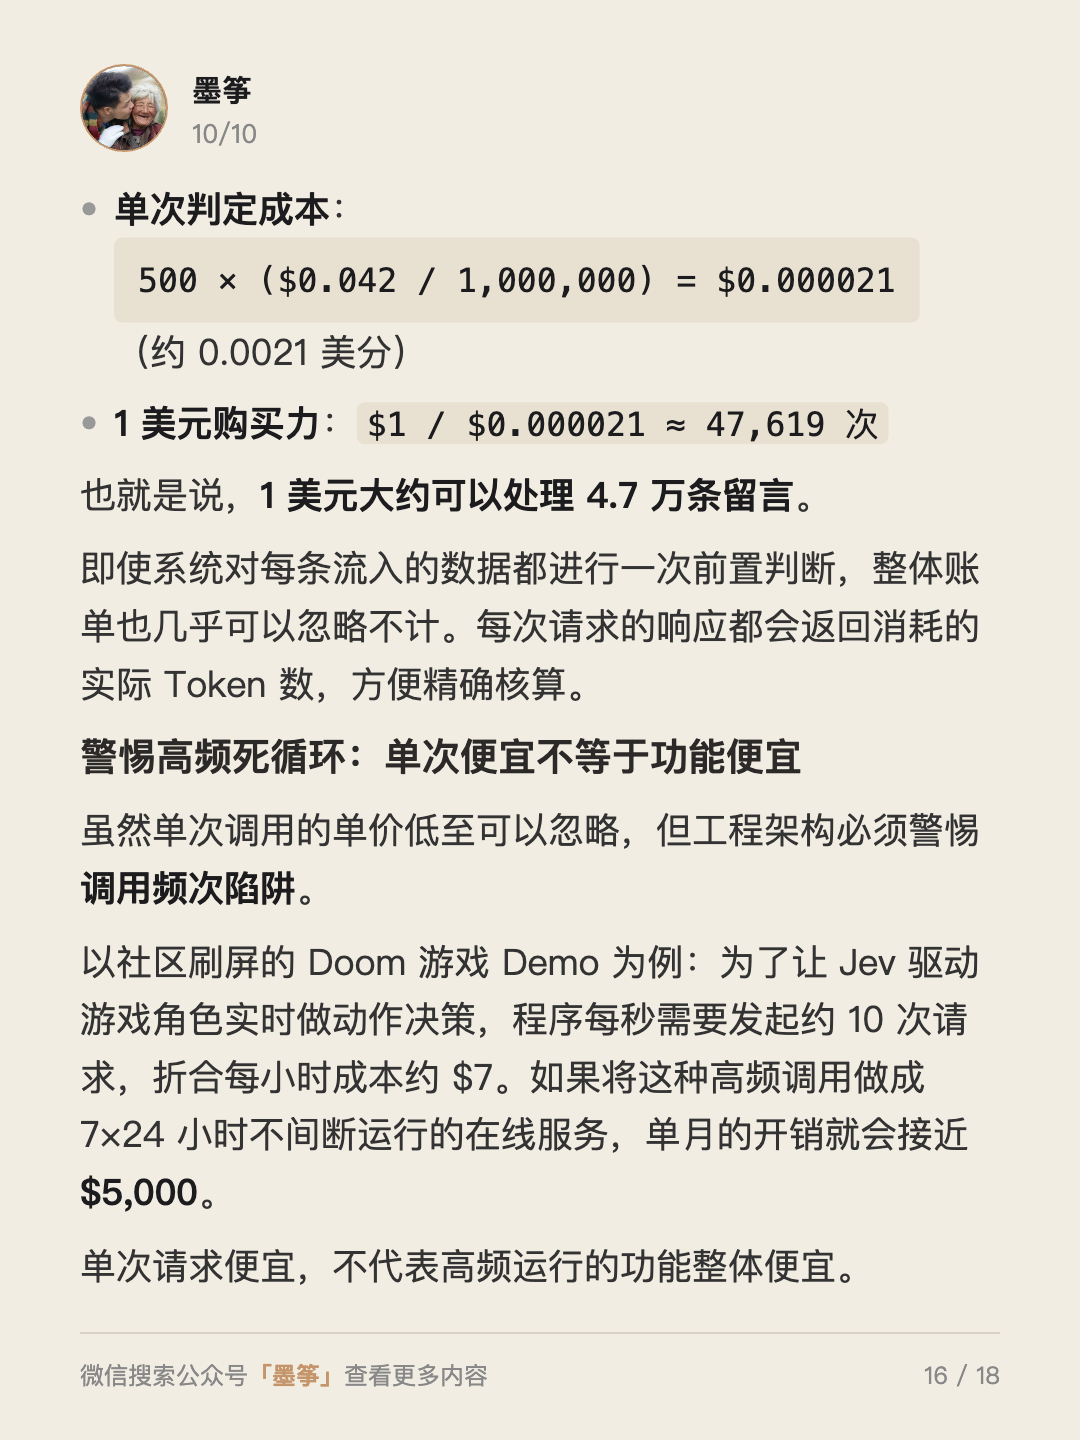 墨筝
10/10
• 单次判定成本：
500 × ($0.042 / 1,000,000) = $0.000021
（约 0.0021 美分）
• 1 美元购买力： $1 / $0.000021 ≈ 47,619 次
也就是说，1 美元大约可以处理 4.7 万条留言。
即使系统对每条流入的数据都进行一次前置判断，整体账
单也几乎可以忽略不计。每次请求的响应都会返回消耗的
实际 Token 数，方便精确核算。
警惕高频死循环：单次便宜不等于功能便宜
虽然单次调用的单价低至可以忽略，但工程架构必须警惕
调用频次陷阱。
以社区刷屏的 Doom 游戏 Demo 为例：为了让 Jev 驱动
游戏角色实时做动作决策，程序每秒需要发起约 10 次请
求，折合每小时成本约 $7。如果将这种高频调用做成
7×24 小时不间断运行的在线服务，单月的开销就会接近
$5,000。
单次请求便宜，不代表高频运行的功能整体便宜。
微信搜索公众号「墨筝」查看更多内容
16 / 18